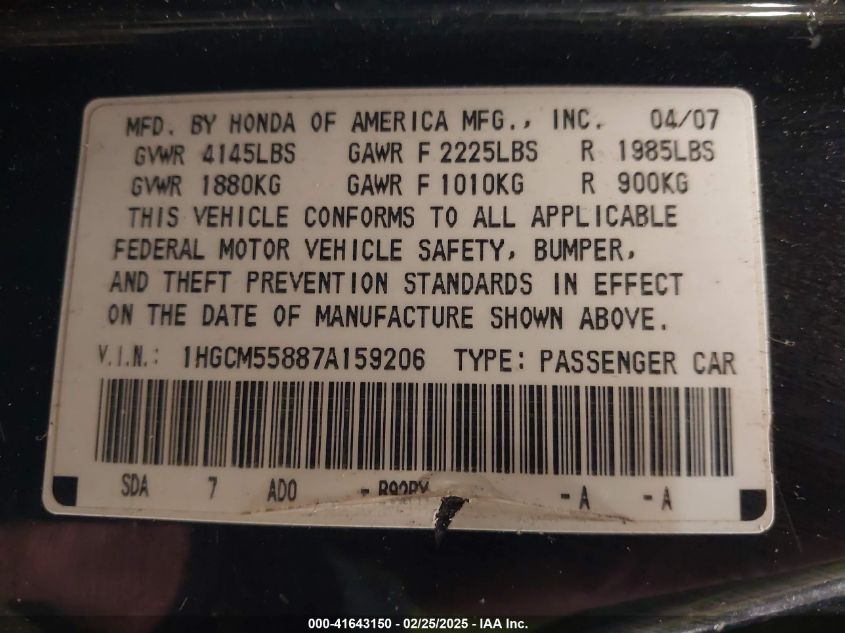 MFD. BY HONDA OF AMERICA MFG., INC. 04/07
GVWR 4145LBS GAWR F 2225LBS R 1985LBS
GVWR 1880KG GAWR F 1010KG R 900KG
THIS VEHICLE CONFORMS TO ALL APPLICABLE
FEDERAL MOTOR VEHICLE SAFETY, BUMPER,
AND THEFT PREVENTION STANDARDS IN EFFECT
ON THE DATE OF MANUFACTURE SHOWN ABOVE.
V.I.N.: 1HGCM55887A159206 TYPE: PASSENGER CAR
SDA 7 AD0 - - A - A
000-41643150 - 02/25/2025 - IAA Inc.